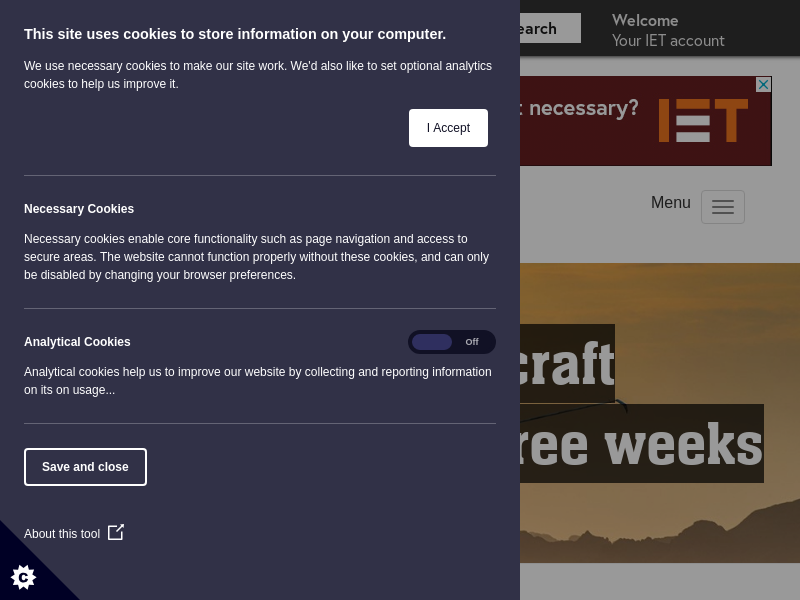 This site uses cookies to store information on your computer.
We use necessary cookies to make our site work. We'd also like to set optional analytics
cookies to help us improve it.
I Accept
Necessary Cookies
Necessary cookies enable core functionality such as page navigation and access to
secure areas. The website cannot function properly without these cookies, and can only
be disabled by changing your browser preferences.
Analytical Cookies
Off
Analytical cookies help us to improve our website by collecting and reporting information
on its on usage...
Save and close
About this tool
Welcome
Your IET account
necessary?
IET
Menu
weeks